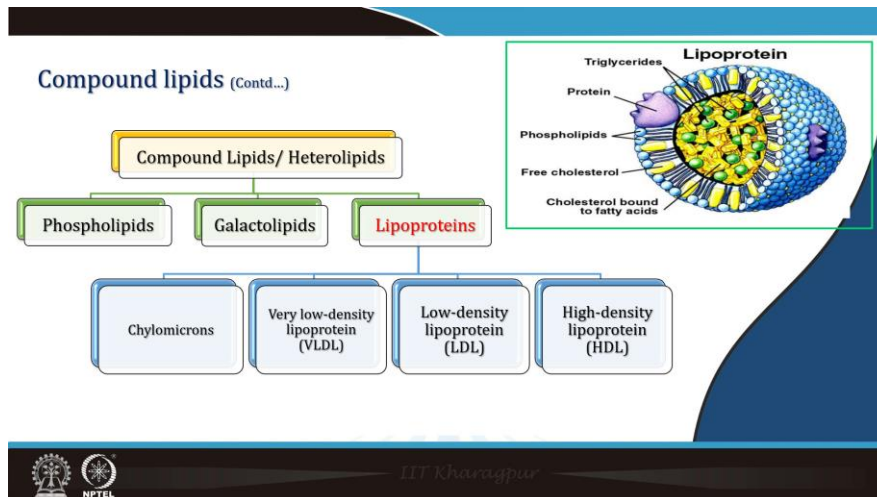 Compound lipids (Contd...)
Compound Lipids/ Heterolipids
Phospholipids
Galactolipids
Lipoproteins
Chylomicrons
Very low-density
lipoprotein
(VLDL)
Low-density
lipoprotein
(LDL)
High-density
lipoprotein
(HDL)
Lipoprotein
Triglycerides
Protein
Phospholipids
Free cholesterol
Cholesterol bound
to fatty acids
NPTEL
IIT Kharagpur